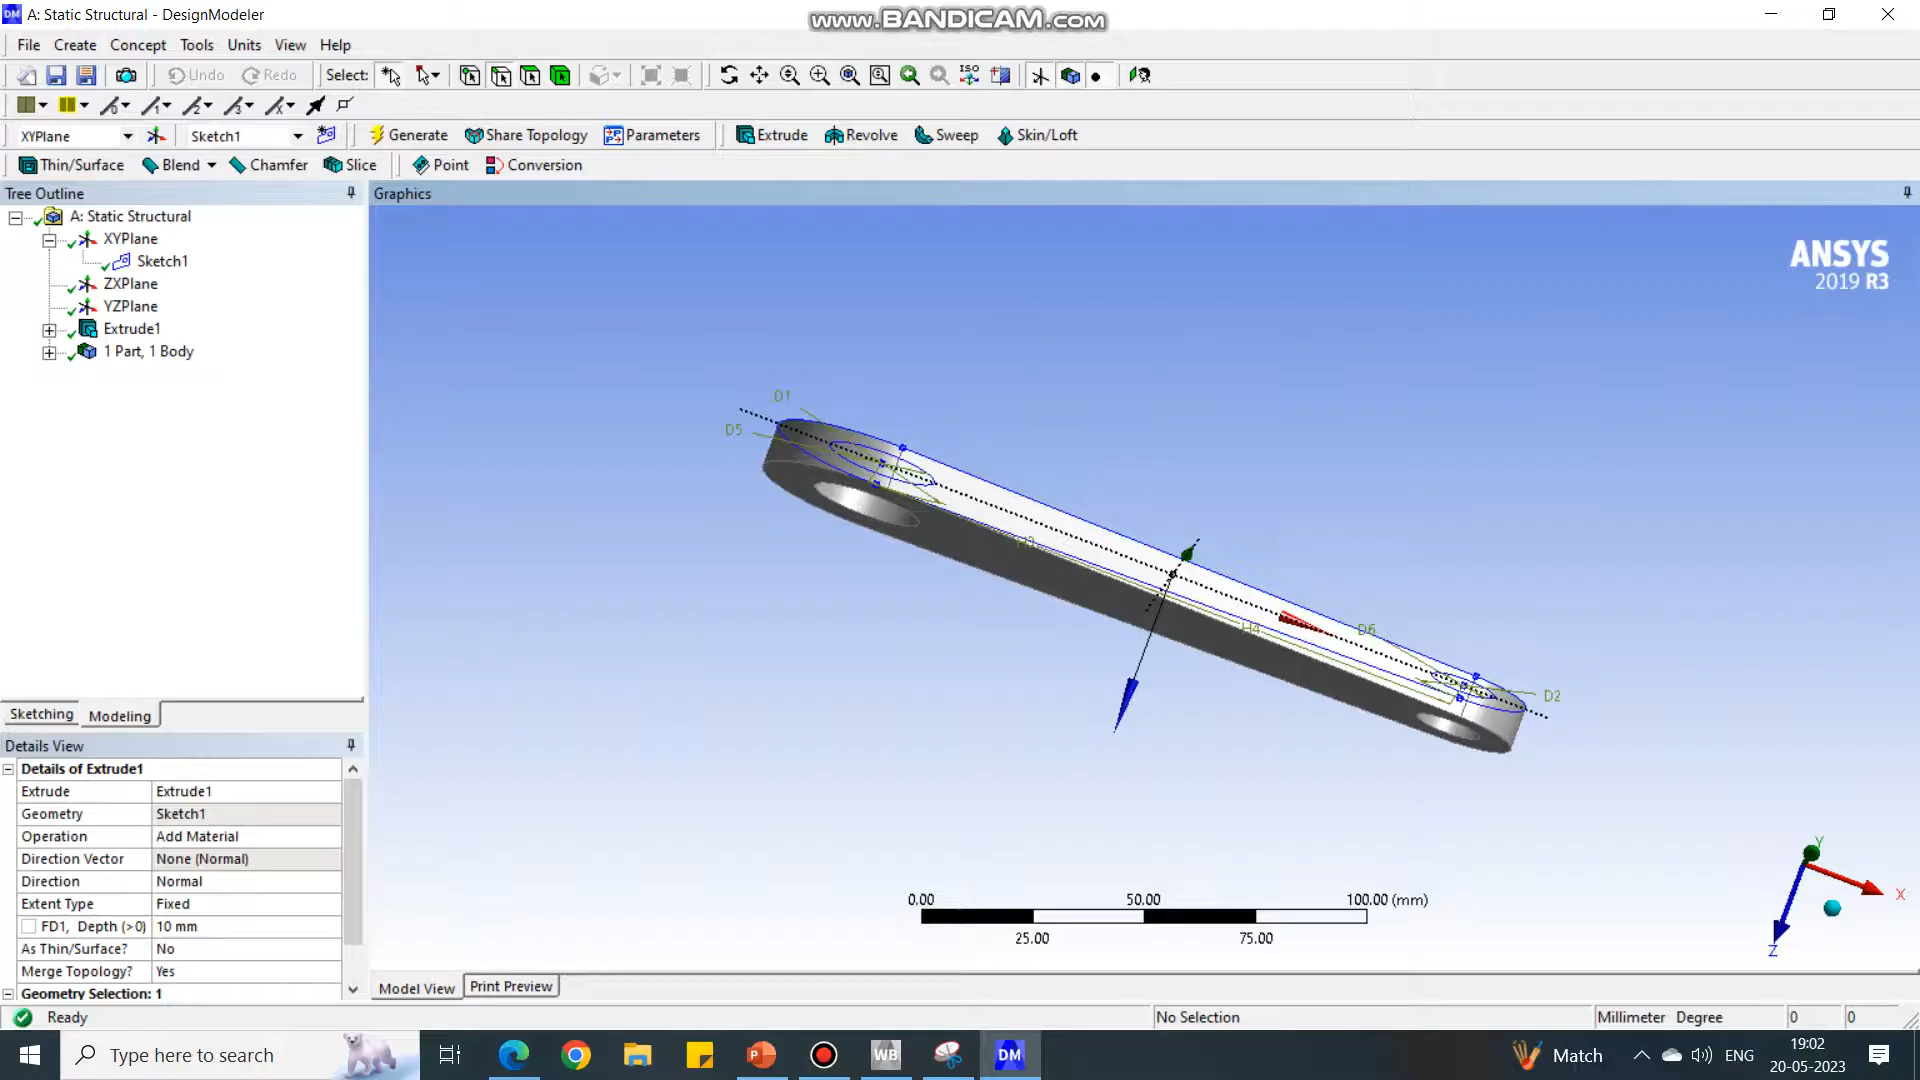 A: Static Structural - DesignModeler
www.BANDICAM.com
File Create Concept Tools Units View Help
Undo Redo Select: ISO
XYPlane Sketch1 Generate Share Topology Parameters Extrude Revolve Sweep Skin/Loft
Thin/Surface Blend Chamfer Slice Point Conversion
Tree Outline
Graphics
A: Static Structural
XYPlane
Sketch1
ZXPlane
YZPlane
Extrude1
1 Part, 1 Body
ANSYS
2019 R3
D1
D5
H3
H4
D6
D2
Sketching Modeling
Details View
Details of Extrude1
Extrude Extrude1
Geometry Sketch1
Operation Add Material
Direction Vector None (Normal)
Direction Normal
Extent Type Fixed
FD1, Depth (>0) 10 mm
As Thin/Surface? No
Merge Topology? Yes
Geometry Selection: 1
0.00 50.00 100.00 (mm)
25.00 75.00
Y
X
Z
Model View Print Preview
Ready No Selection Millimeter Degree 0 0
Type here to search WB DM Match ENG 19:02
20-05-2023